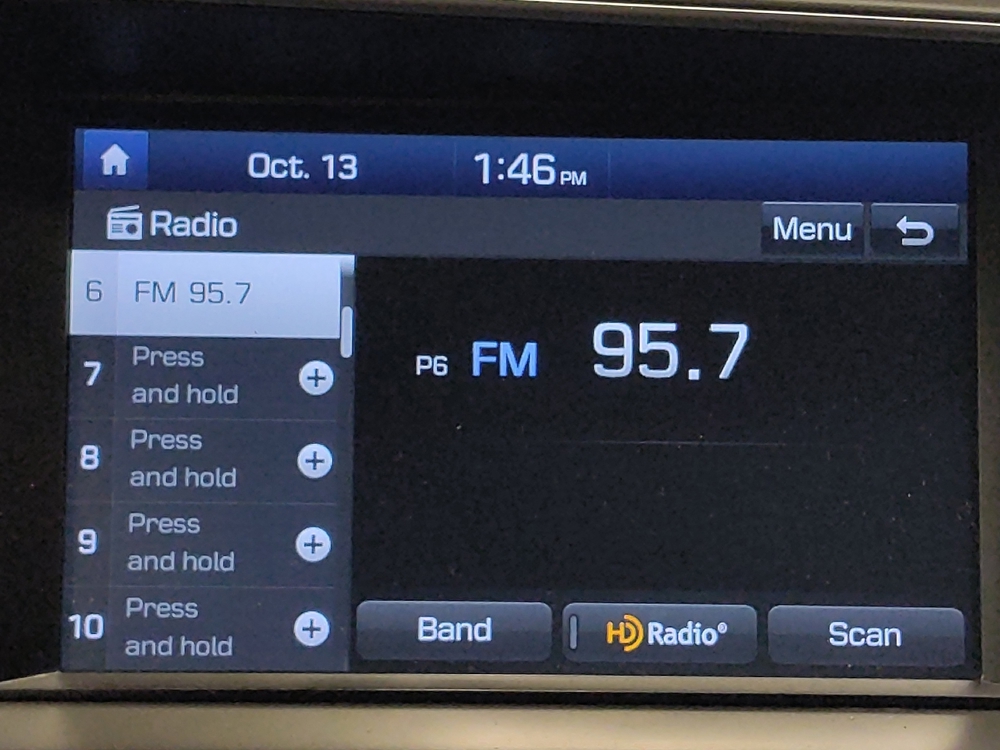 Oct. 13 1:46 PM
Radio Menu
6 FM 95.7
7 Press
and hold
8 Press
and hold
9 Press
and hold
10 Press
and hold
P6 FM 95.7
Band HD Radio® Scan